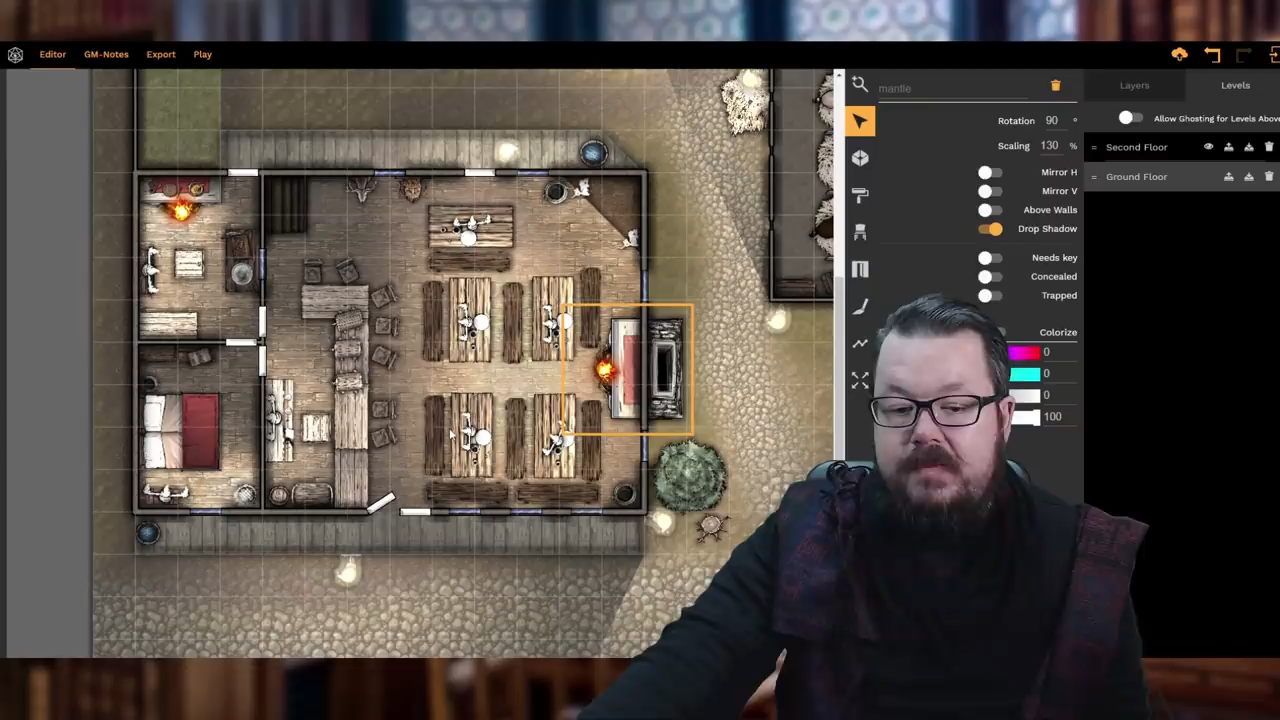 Editor GM-Notes Export Play
mantle
Layers Levels
Rotation 90 °
Allow Ghosting for Levels Above
Scaling 130 %
Second Floor
Mirror H
Ground Floor
Mirror V
Above Walls
Drop Shadow
Needs key
Concealed
Trapped
Colorize
0
0
0
100